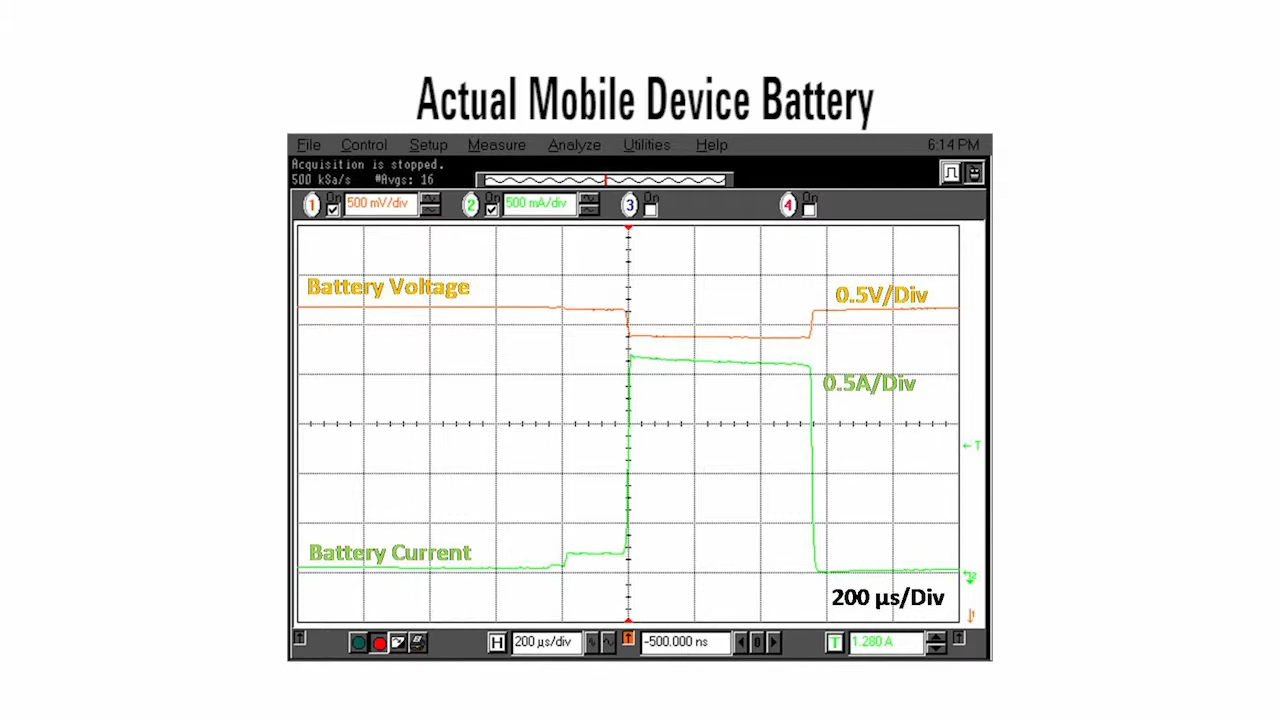 Actual Mobile Device Battery
File Control Setup Measure Analyze Utilities Help 6:14 PM
Acquisition is stopped.
500 kSa/s #Avgs: 16
1 On 500 mV/div 2 On 500 mA/div 3 On 4 On
Battery Voltage 0.5V/Div
0.5A/Div
T
Battery Current
200 µs/Div
H 200 µs/div -500.000 ns 0 T 1.280 A